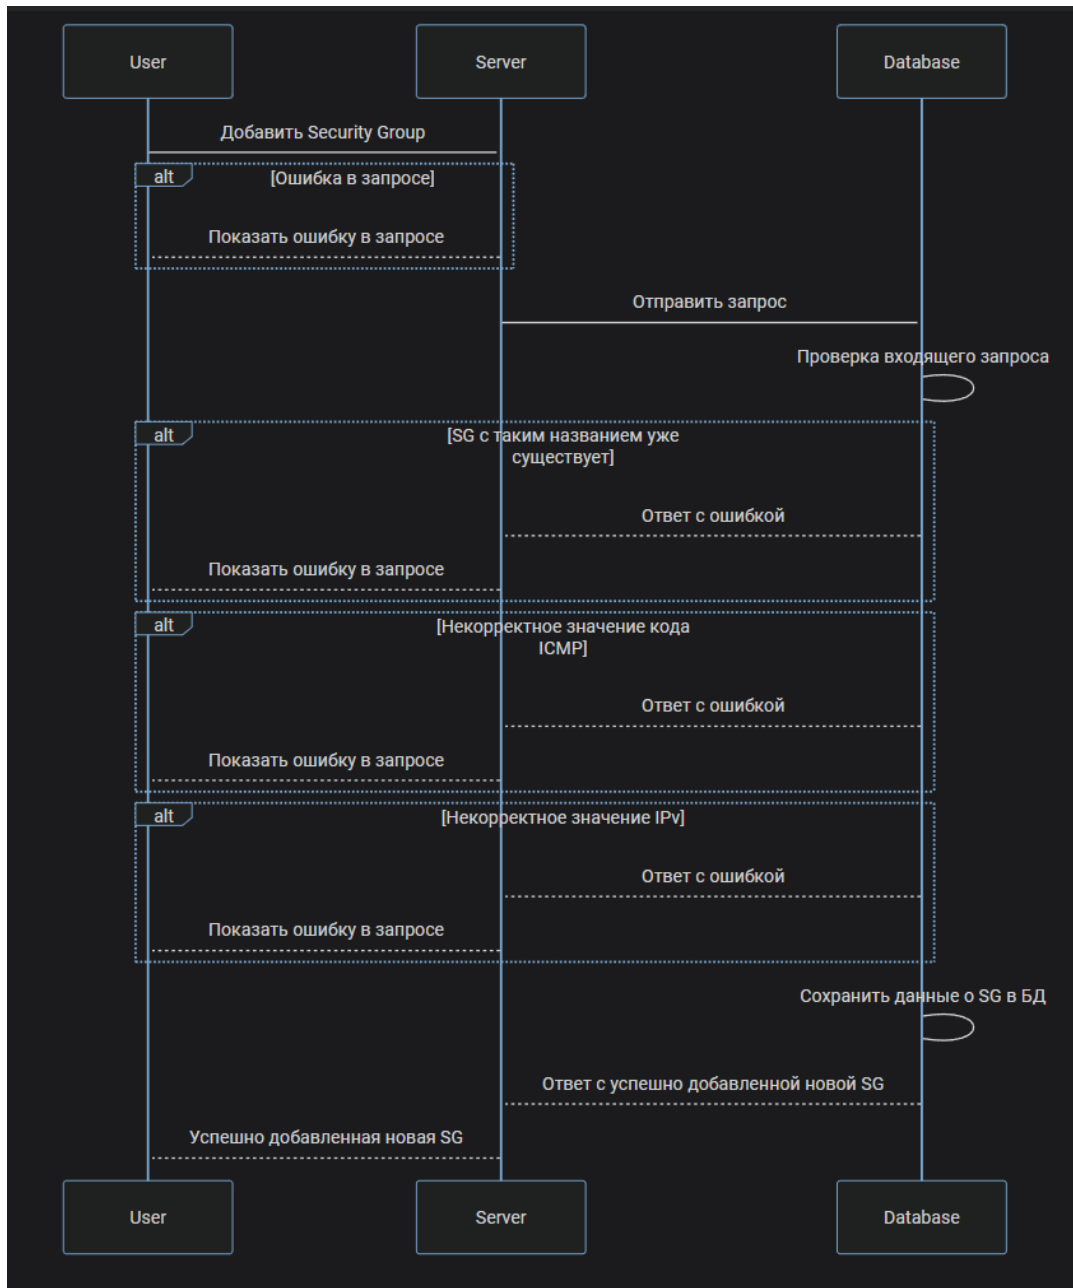 User Server Database
Добавить Security Group
alt [Ошибка в запросе]
Показать ошибку в запросе
Отправить запрос
Проверка входящего запроса
alt [SG с таким названием уже
существует]
Ответ с ошибкой
Показать ошибку в запросе
alt [Некорректное значение кода
ICMP]
Ответ с ошибкой
Показать ошибку в запросе
alt [Некорректное значение IPv]
Ответ с ошибкой
Показать ошибку в запросе
Сохранить данные о SG в БД
Ответ с успешно добавленной новой SG
Успешно добавленная новая SG
User Server Database